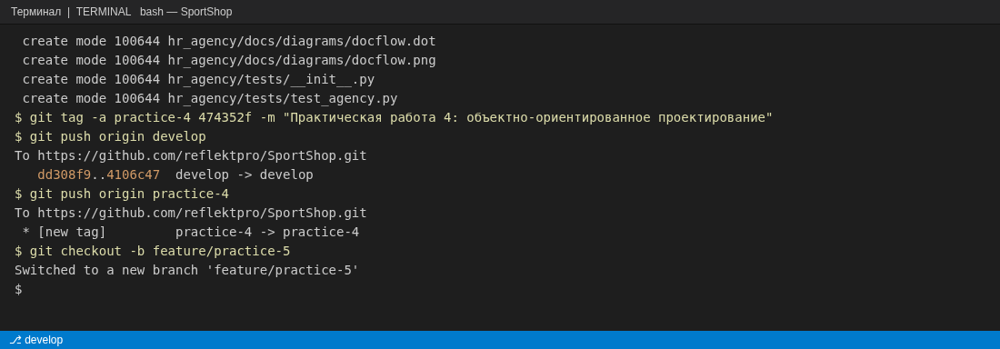 Терминал | TERMINAL bash — SportShop
create mode 100644 hr_agency/docs/diagrams/docflow.dot
create mode 100644 hr_agency/docs/diagrams/docflow.png
create mode 100644 hr_agency/tests/__init__.py
create mode 100644 hr_agency/tests/test_agency.py
$ git tag -a practice-4 474352f -m "Практическая работа 4: объектно-ориентированное проектирование"
$ git push origin develop
To https://github.com/reflektpro/SportShop.git
dd308f9..4106c47  develop -> develop
$ git push origin practice-4
To https://github.com/reflektpro/SportShop.git
* [new tag]         practice-4 -> practice-4
$ git checkout -b feature/practice-5
Switched to a new branch 'feature/practice-5'
$
⎇ develop